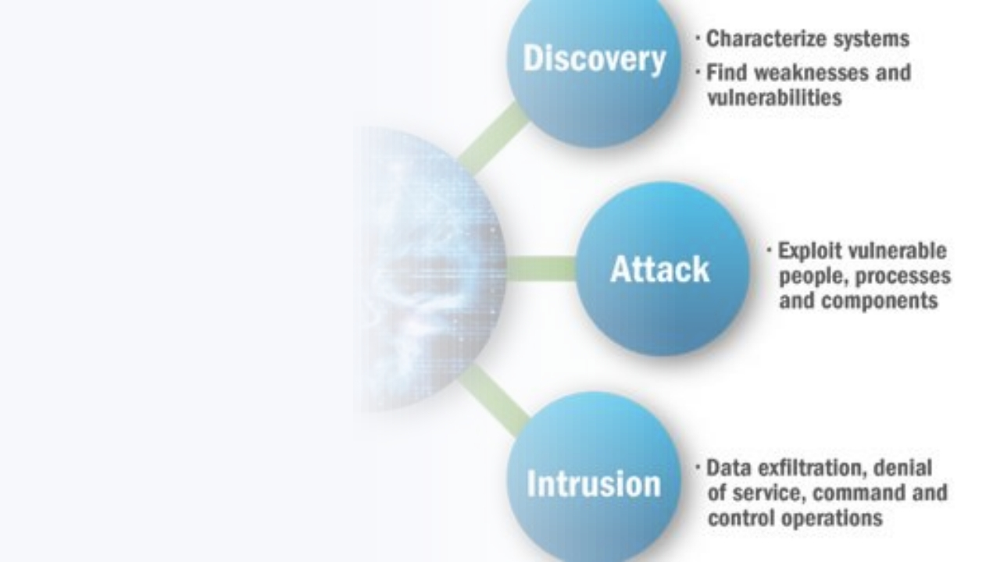 Discovery
· Characterize systems
· Find weaknesses and
vulnerabilities
Attack
· Exploit vulnerable
people, processes
and components
Intrusion
· Data exfiltration, denial
of service, command and
control operations